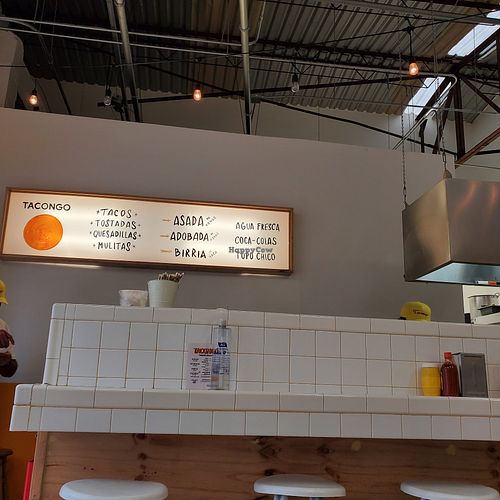 TACONGO
TACOS
TOSTADAS
QUESADILLAS
MULITAS
ASADA
ADOBADA
BIRRIA
AGUA FRESCA
COCA-COLAS
HappyCow
TOPO CHICO